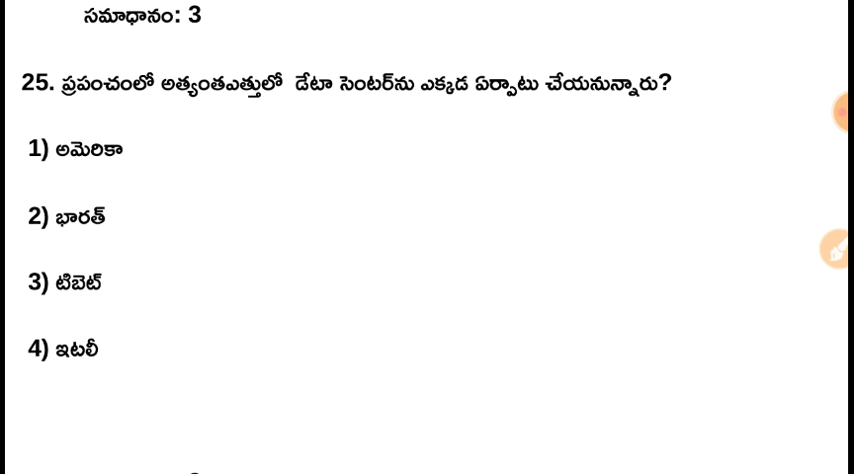 సమాధానం: 3
25. ప్రపంచంలో అత్యంతఎత్తులో డేటా సెంటర్‌ను ఎక్కడ ఏర్పాటు చేయనున్నారు?
1) అమెరికా
2) భారత్
3) టిబెట్
4) ఇటలీ